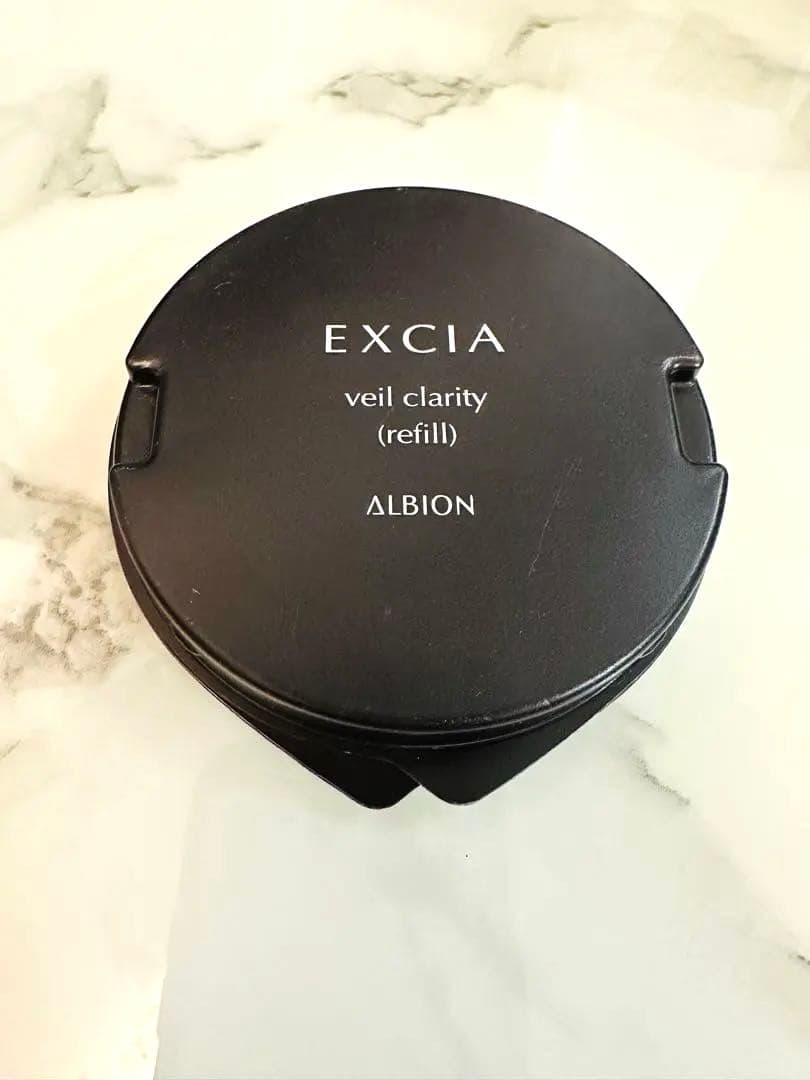 EXCIA
veil clarity
(refill)
ALBION